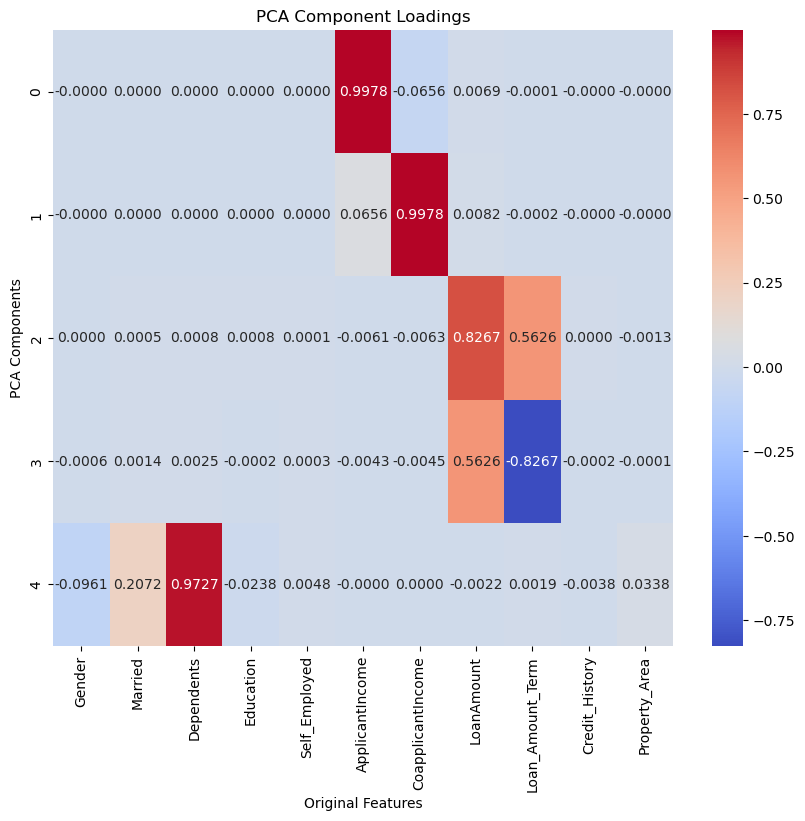 PCA Component Loadings
PCA Components
0
-0.0000 0.0000 0.0000 0.0000 0.0000 0.9978 -0.0656 0.0069 -0.0001 -0.0000 -0.0000
1
-0.0000 0.0000 0.0000 0.0000 0.0000 0.0656 0.9978 0.0082 -0.0002 -0.0000 -0.0000
2
0.0000 0.0005 0.0008 0.0008 0.0001 -0.0061 -0.0063 0.8267 0.5626 0.0000 -0.0013
3
-0.0006 0.0014 0.0025 -0.0002 0.0003 -0.0043 -0.0045 0.5626 -0.8267 -0.0002 -0.0001
4
-0.0961 0.2072 0.9727 -0.0238 0.0048 -0.0000 0.0000 -0.0022 0.0019 -0.0038 0.0338
Gender
Married
Dependents
Education
Self_Employed
ApplicantIncome
CoapplicantIncome
LoanAmount
Loan_Amount_Term
Credit_History
Property_Area
Original Features
0.75
0.50
0.25
0.00
−0.25
−0.50
−0.75